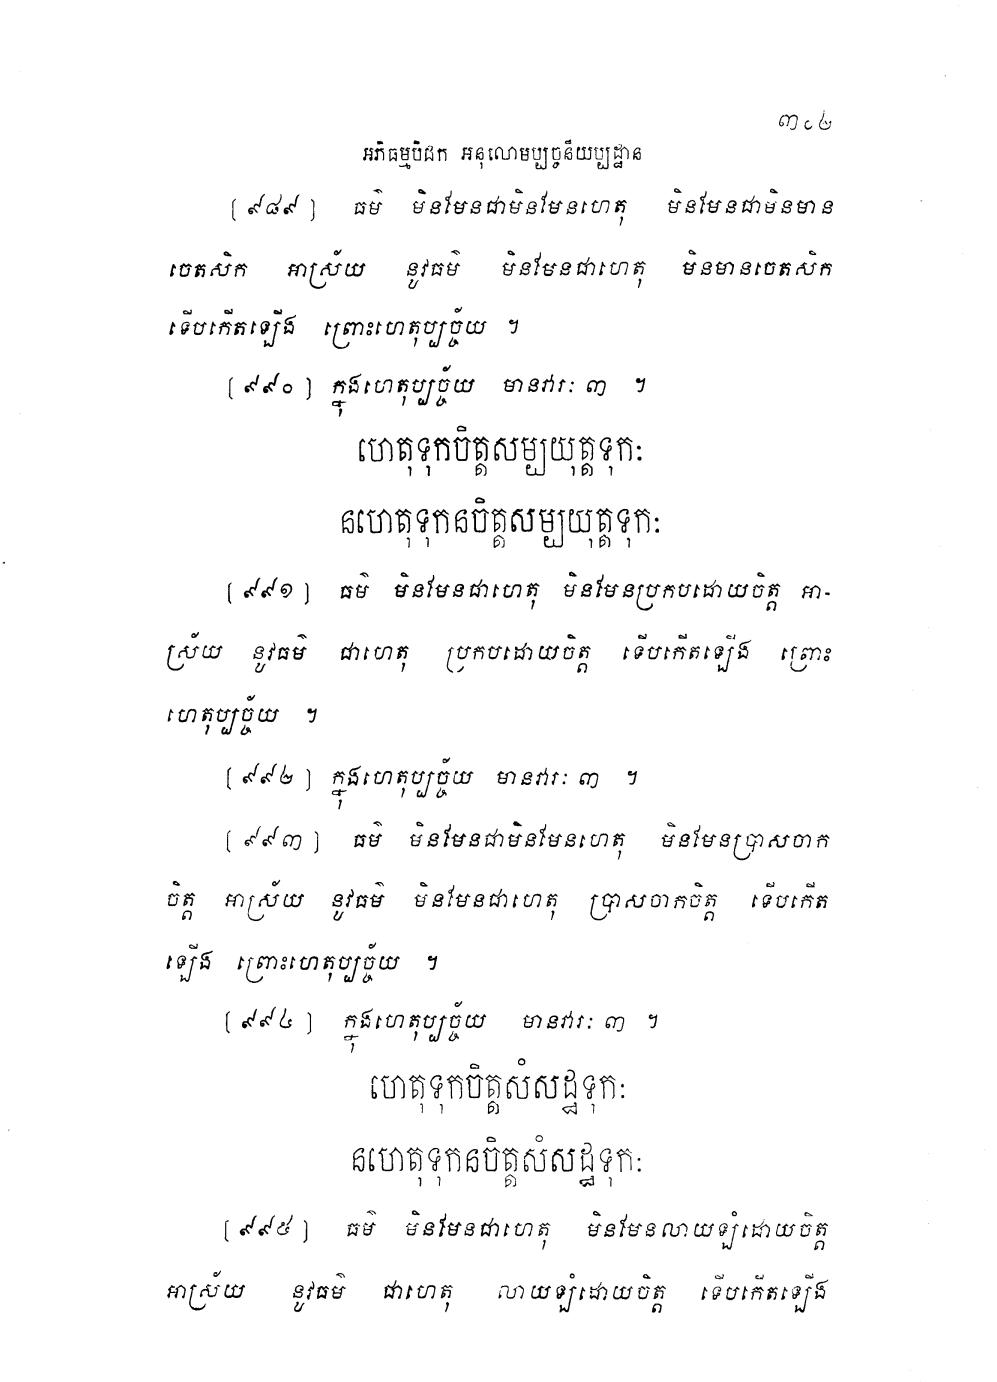 ៣០២
អភិធម្មបិដក អនុលោមប្បច្ចនីយប្បដ្ឋាន
[៩៨៩] ធម៌ មិនមែនជាមិនមែនហេតុ មិនមែនជាមិនមាន
ចេតសិក អាស្រ័យ នូវធម៌ មិនមែនជាហេតុ មិនមានចេតសិក
ទើបកើតឡើង ព្រោះហេតុប្បច្ច័យ ។
[៩៩០] ក្នុងហេតុប្បច្ច័យ មានវារៈ ៣ ។
ហេតុទុកចិត្តសម្បយុត្តទុកៈ
នហេតុទុកនចិត្តសម្បយុត្តទុកៈ
[៩៩១] ធម៌ មិនមែនជាហេតុ មិនមែនប្រកបដោយចិត្ត អា-
ស្រ័យ នូវធម៌ ជាហេតុ ប្រកបដោយចិត្ត ទើបកើតឡើង ព្រោះ
ហេតុប្បច្ច័យ ។
[៩៩២] ក្នុងហេតុប្បច្ច័យ មានវារៈ ៣ ។
[៩៩៣] ធម៌ មិនមែនជាមិនមែនហេតុ មិនមែនប្រាសចាក
ចិត្ត អាស្រ័យ នូវធម៌ មិនមែនជាហេតុ ប្រាសចាកចិត្ត ទើបកើត
ឡើង ព្រោះហេតុប្បច្ច័យ ។
[៩៩៤] ក្នុងហេតុប្បច្ច័យ មានវារៈ ៣ ។
ហេតុទុកចិត្តសំសដ្ឋទុកៈ
នហេតុទុកនចិត្តសំសដ្ឋទុកៈ
[៩៩៥] ធម៌ មិនមែនជាហេតុ មិនមែនលាយឡំដោយចិត្ត
អាស្រ័យ នូវធម៌ ជាហេតុ លាយឡំដោយចិត្ត ទើបកើតឡើង